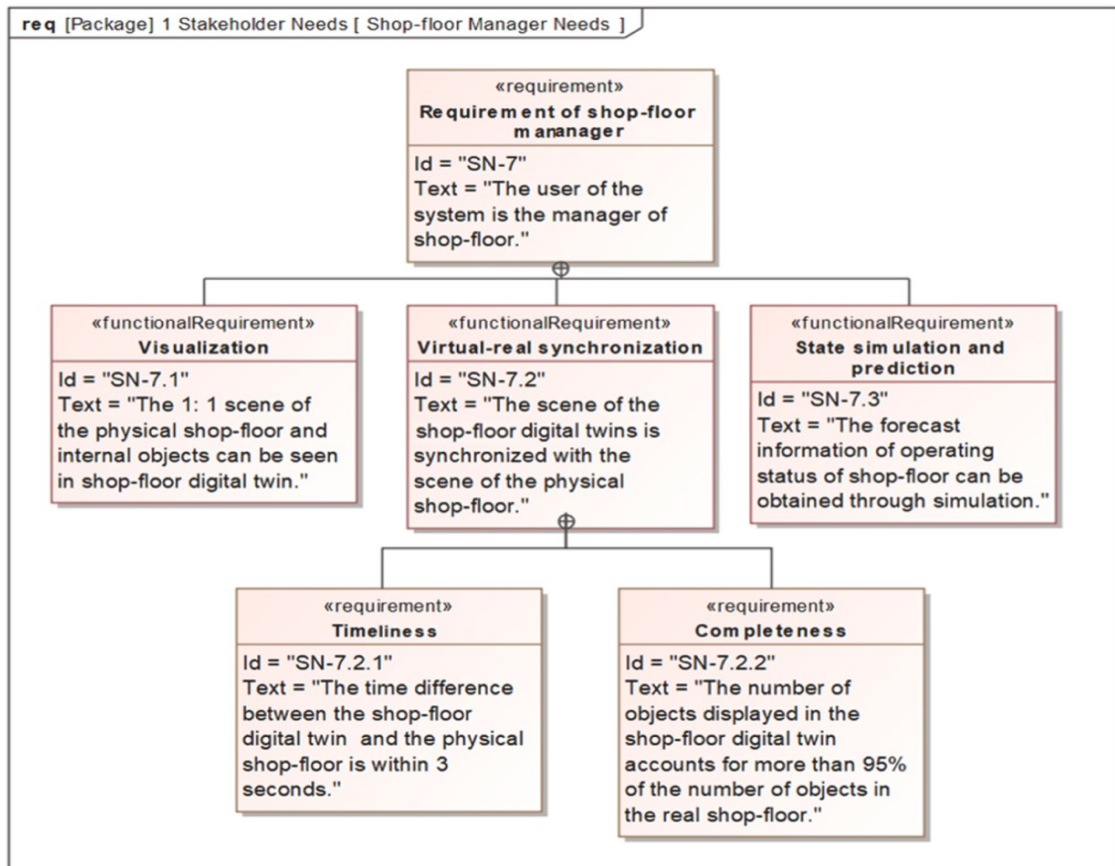 req [Package] 1 Stakeholder Needs [ Shop-floor Manager Needs ]
«requirement»
Requirement of shop-floor
mananager
Id = "SN-7"
Text = "The user of the
system is the manager of
shop-floor."
«functionalRequirement»
Visualization
Id = "SN-7.1"
Text = "The 1: 1 scene of
the physical shop-floor and
internal objects can be seen
in shop-floor digital twin."
«functionalRequirement»
Virtual-real synchronization
Id = "SN-7.2"
Text = "The scene of the
shop-floor digital twins is
synchronized with the
scene of the physical
shop-floor."
«functionalRequirement»
State simulation and
prediction
Id = "SN-7.3"
Text = "The forecast
information of operating
status of shop-floor can be
obtained through simulation."
«requirement»
Timeliness
Id = "SN-7.2.1"
Text = "The time difference
between the shop-floor
digital twin and the physical
shop-floor is within 3
seconds."
«requirement»
Completeness
Id = "SN-7.2.2"
Text = "The number of
objects displayed in the
shop-floor digital twin
accounts for more than 95%
of the number of objects in
the real shop-floor."